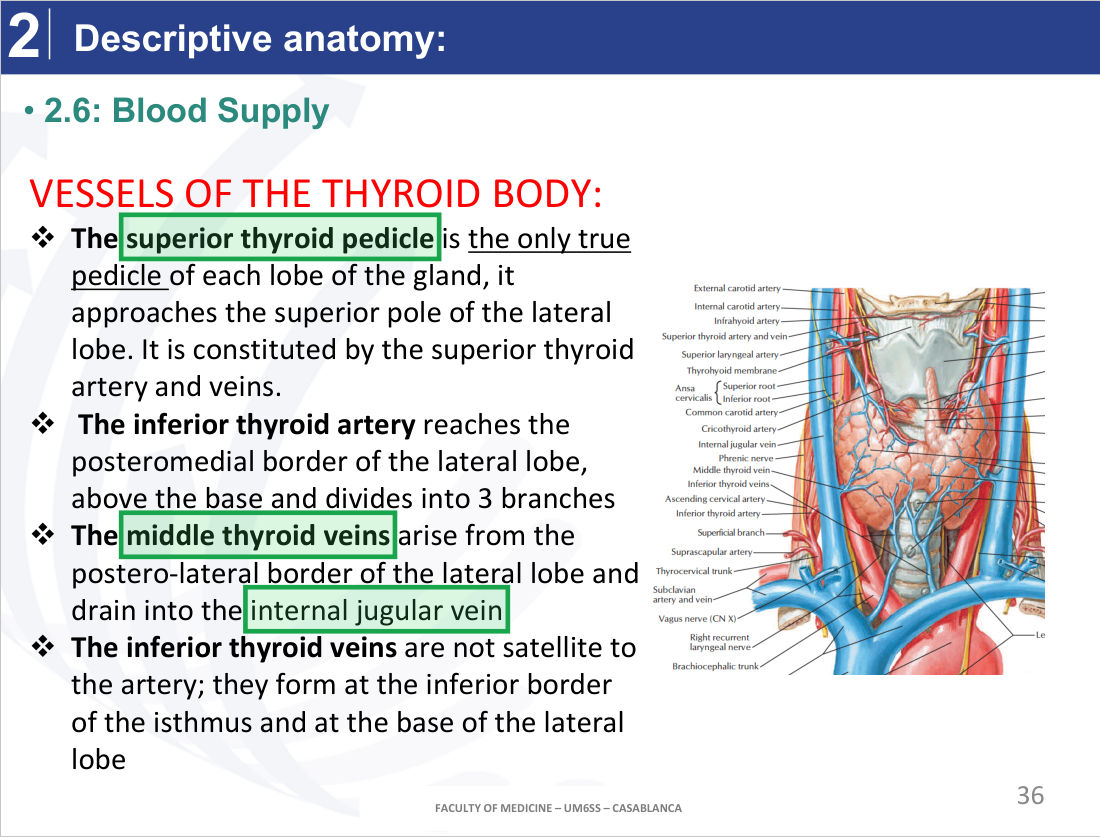 2 Descriptive anatomy:
• 2.6: Blood Supply
VESSELS OF THE THYROID BODY:
❖ The superior thyroid pedicle is the only true
pedicle of each lobe of the gland, it
approaches the superior pole of the lateral
lobe. It is constituted by the superior thyroid
artery and veins.
❖ The inferior thyroid artery reaches the
posteromedial border of the lateral lobe,
above the base and divides into 3 branches
❖ The middle thyroid veins arise from the
postero-lateral border of the lateral lobe and
drain into the internal jugular vein
❖ The inferior thyroid veins are not satellite to
the artery; they form at the inferior border
of the isthmus and at the base of the lateral
lobe
External carotid artery
Internal carotid artery
Infrahyoid artery
Superior thyroid artery and vein
Superior laryngeal artery
Thyrohyoid membrane
Ansa
cervicalis
Superior root
Inferior root
Common carotid artery
Cricothyroid artery
Internal jugular vein
Phrenic nerve
Middle thyroid vein
Inferior thyroid veins
Ascending cervical artery
Inferior thyroid artery
Superficial branch
Suprascapular artery
Thyrocervical trunk
Subclavian
artery and vein
Vagus nerve (CN X)
Right recurrent
laryngeal nerve
Brachiocephalic trunk
Le
FACULTY OF MEDICINE – UM6SS – CASABLANCA
36